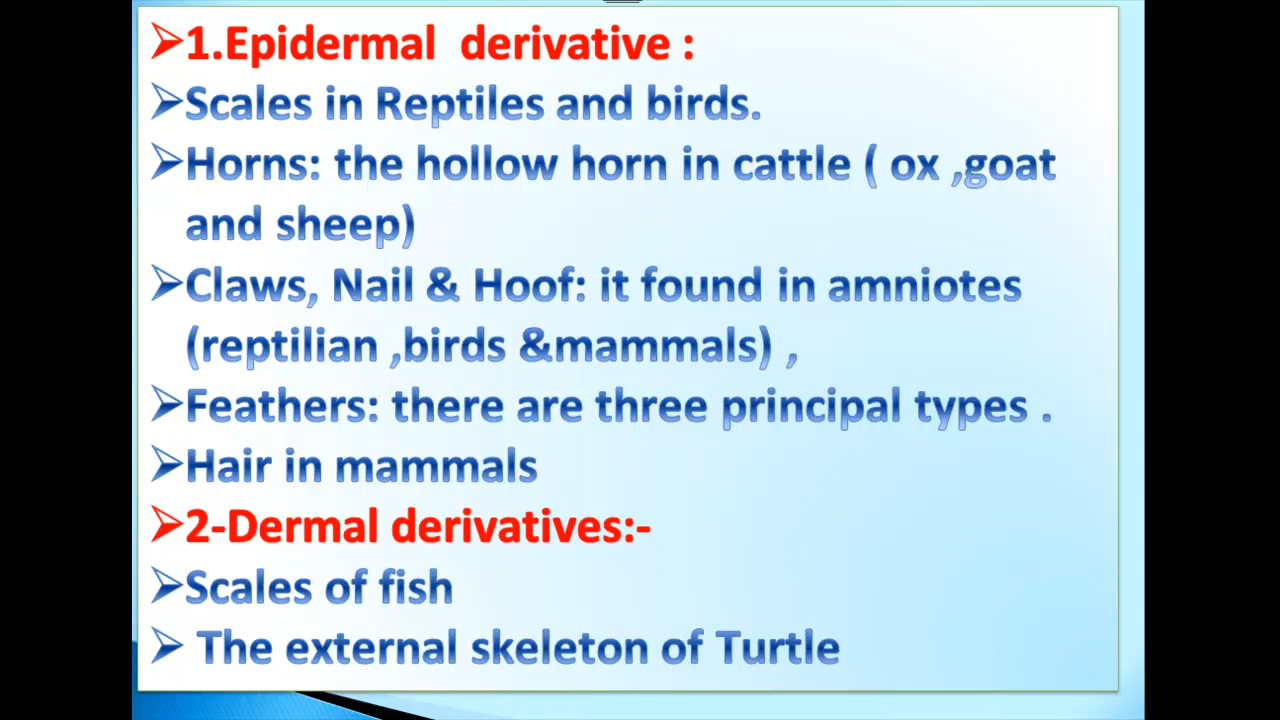 ➢1.Epidermal derivative :
➢Scales in Reptiles and birds.
➢Horns: the hollow horn in cattle ( ox ,goat
and sheep)
➢Claws, Nail & Hoof: it found in amniotes
(reptilian ,birds &mammals) ,
➢Feathers: there are three principal types .
➢Hair in mammals
➢2-Dermal derivatives:-
➢Scales of fish
➢ The external skeleton of Turtle